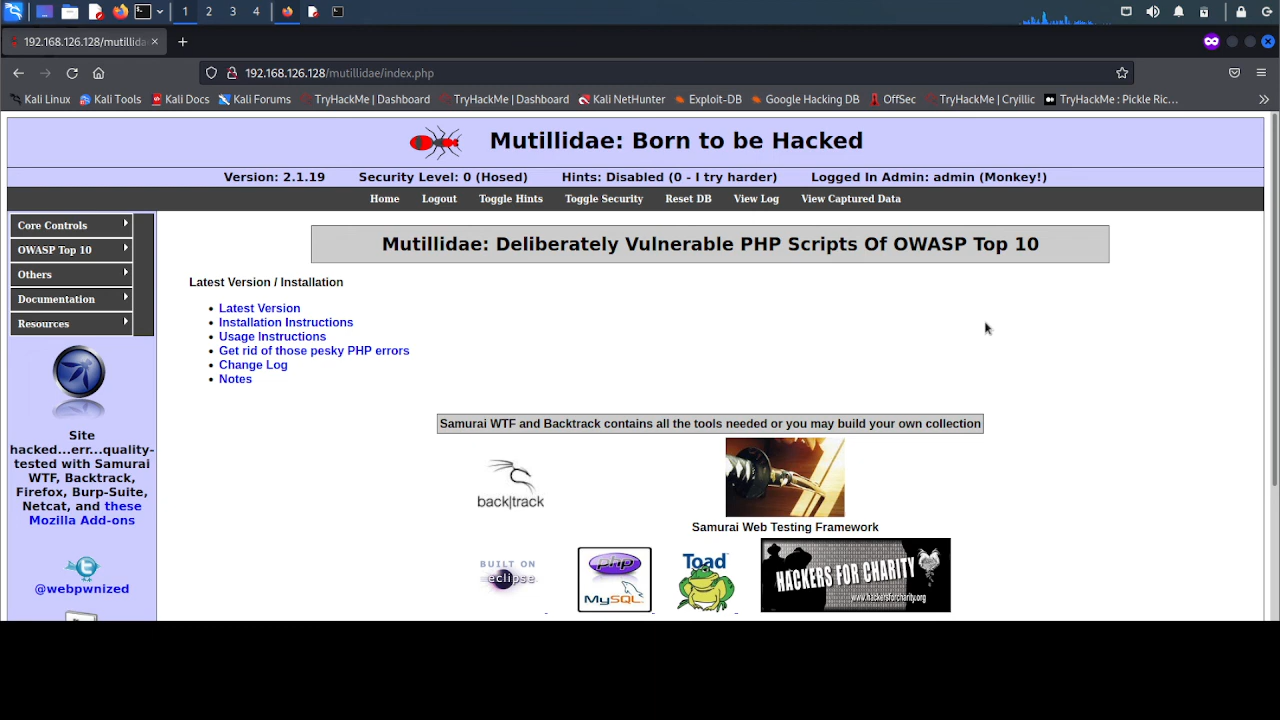 1 2 3 4
192.168.126.128/mutillida
192.168.126.128/mutillidae/index.php
Kali Linux Kali Tools Kali Docs Kali Forums TryHackMe | Dashboard TryHackMe | Dashboard Kali NetHunter Exploit-DB Google Hacking DB OffSec TryHackMe | Cryillic TryHackMe : Pickle Ric...
Mutillidae: Born to be Hacked
Version: 2.1.19 Security Level: 0 (Hosed) Hints: Disabled (0 - I try harder) Logged In Admin: admin (Monkey!)
Home Logout Toggle Hints Toggle Security Reset DB View Log View Captured Data
Core Controls
OWASP Top 10
Others
Documentation
Resources
Site
hacked...err...quality-
tested with Samurai
WTF, Backtrack,
Firefox, Burp-Suite,
Netcat, and these
Mozilla Add-ons
@webpwnized
Mutillidae: Deliberately Vulnerable PHP Scripts Of OWASP Top 10
Latest Version / Installation
Latest Version
Installation Instructions
Usage Instructions
Get rid of those pesky PHP errors
Change Log
Notes
Samurai WTF and Backtrack contains all the tools needed or you may build your own collection
back|track
Samurai Web Testing Framework
BUILT ON
eclipse
php
MySQL
Toad
HACKERS FOR CHARITY
www.hackersforcharity.org